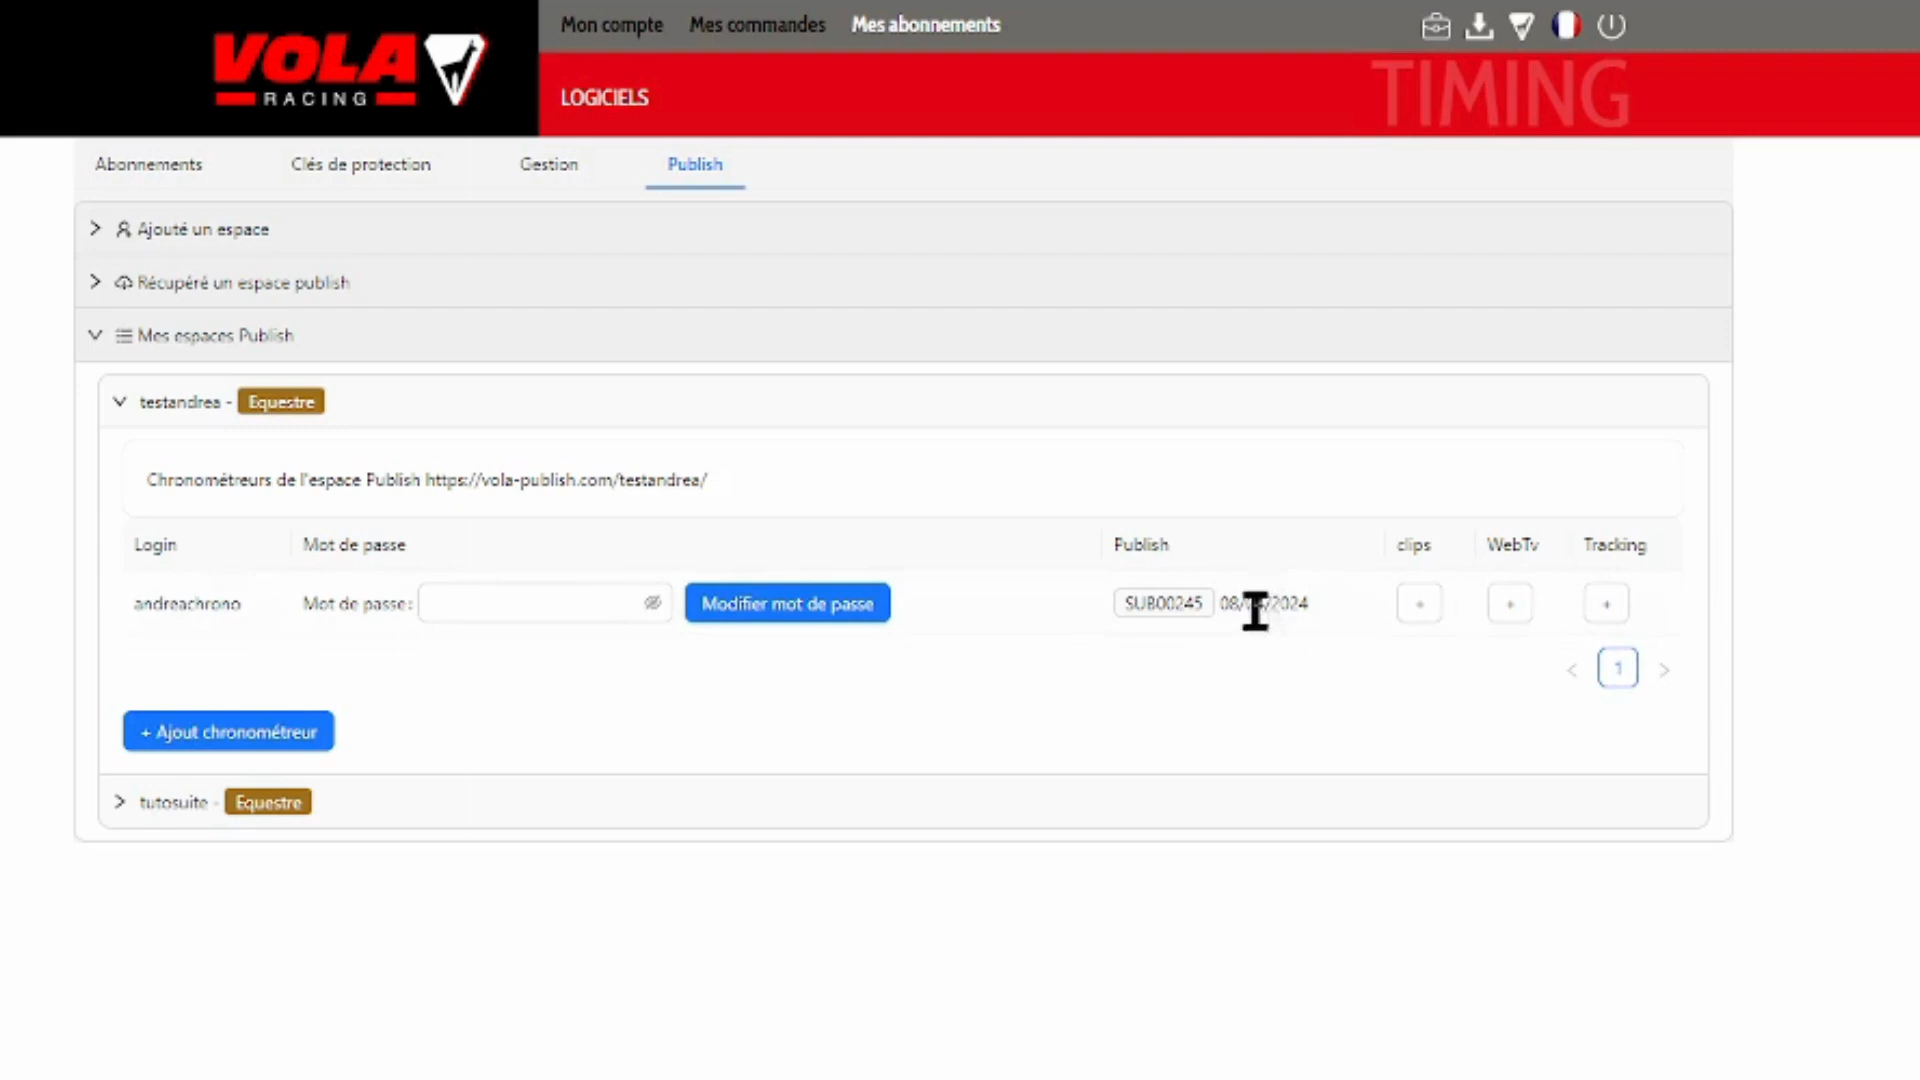 VOLA
RACING
Mon compte Mes commandes Mes abonnements
LOGICIELS
TIMING
Abonnements Clés de protection Gestion Publish
Ajouté un espace
Récupéré un espace publish
Mes espaces Publish
testandrea - Equestre
Chronométreurs de l'espace Publish https://vola-publish.com/testandrea/
Login Mot de passe Publish clips WebTv Tracking
andreachrono Mot de passe: Modifier mot de passe SUB00245 + + +
< 1 >
+ Ajout chronométreur
tutosuite - Equestre